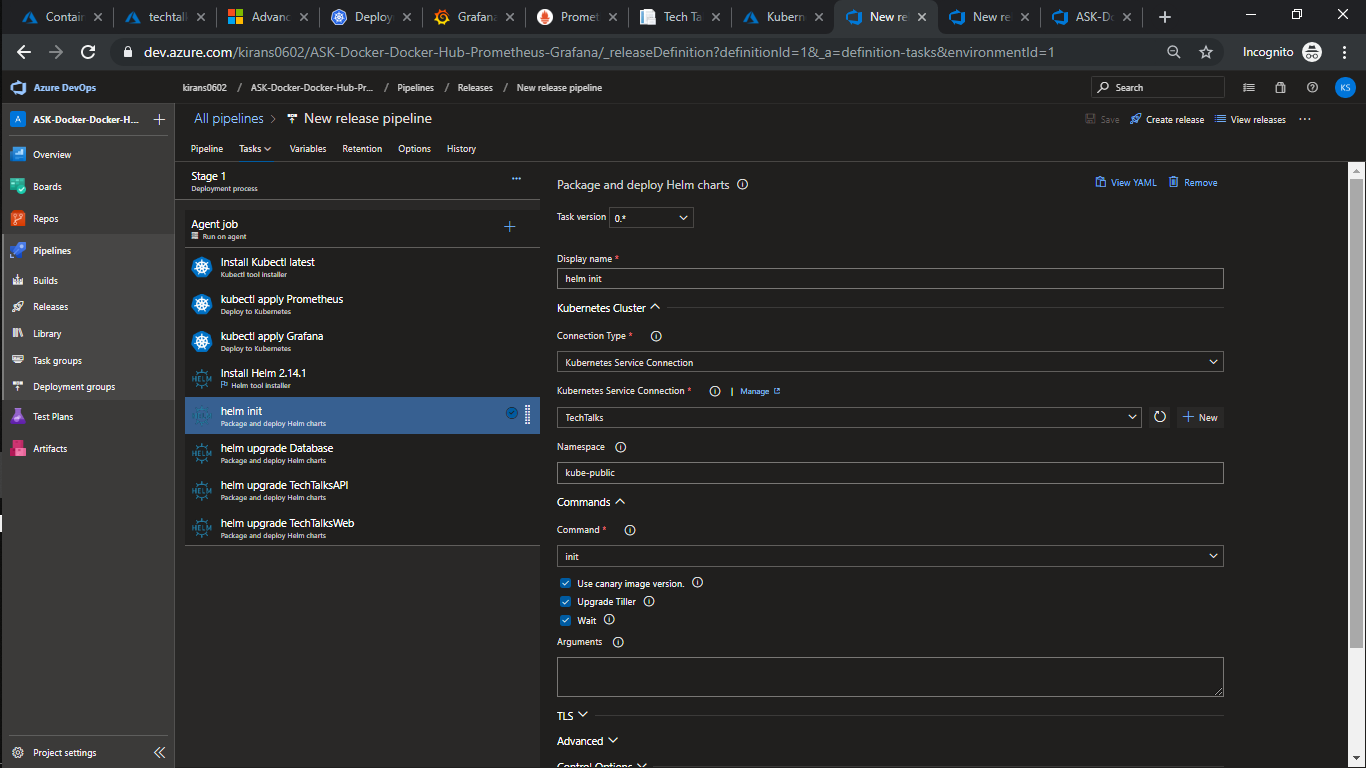 Contain
techtal
Advanc
Deploy
Grafana
Promet
Tech Ta
Kubern
New re
New re
ASK-Do
dev.azure.com/kirans0602/ASK-Docker-Docker-Hub-Prometheus-Grafana/_releaseDefinition?definitionId=1&_a=definition-tasks&environmentId=1
Incognito
Azure DevOps
kirans0602 / ASK-Docker-Docker-Hub-Pr... / Pipelines / Releases / New release pipeline
Search
KS
A ASK-Docker-Docker-H...
All pipelines > New release pipeline
Save Create release View releases ...
Overview
Boards
Repos
Pipelines
Builds
Releases
Library
Task groups
Deployment groups
Test Plans
Artifacts
Project settings
Pipeline Tasks Variables Retention Options History
Stage 1
Deployment process
Agent job
Run on agent
Install Kubectl latest
Kubectl tool installer
kubectl apply Prometheus
Deploy to Kubernetes
kubectl apply Grafana
Deploy to Kubernetes
HELM
Install Helm 2.14.1
Helm tool installer
helm init
Package and deploy Helm charts
HELM
helm upgrade Database
Package and deploy Helm charts
HELM
helm upgrade TechTalksAPI
Package and deploy Helm charts
HELM
helm upgrade TechTalksWeb
Package and deploy Helm charts
Package and deploy Helm charts
View YAML Remove
Task version 0.*
Display name *
helm init
Kubernetes Cluster
Connection Type *
Kubernetes Service Connection
Kubernetes Service Connection * | Manage
TechTalks
New
Namespace
kube-public
Commands
Command *
init
Use canary image version.
Upgrade Tiller
Wait
Arguments
TLS
Advanced
Control Options